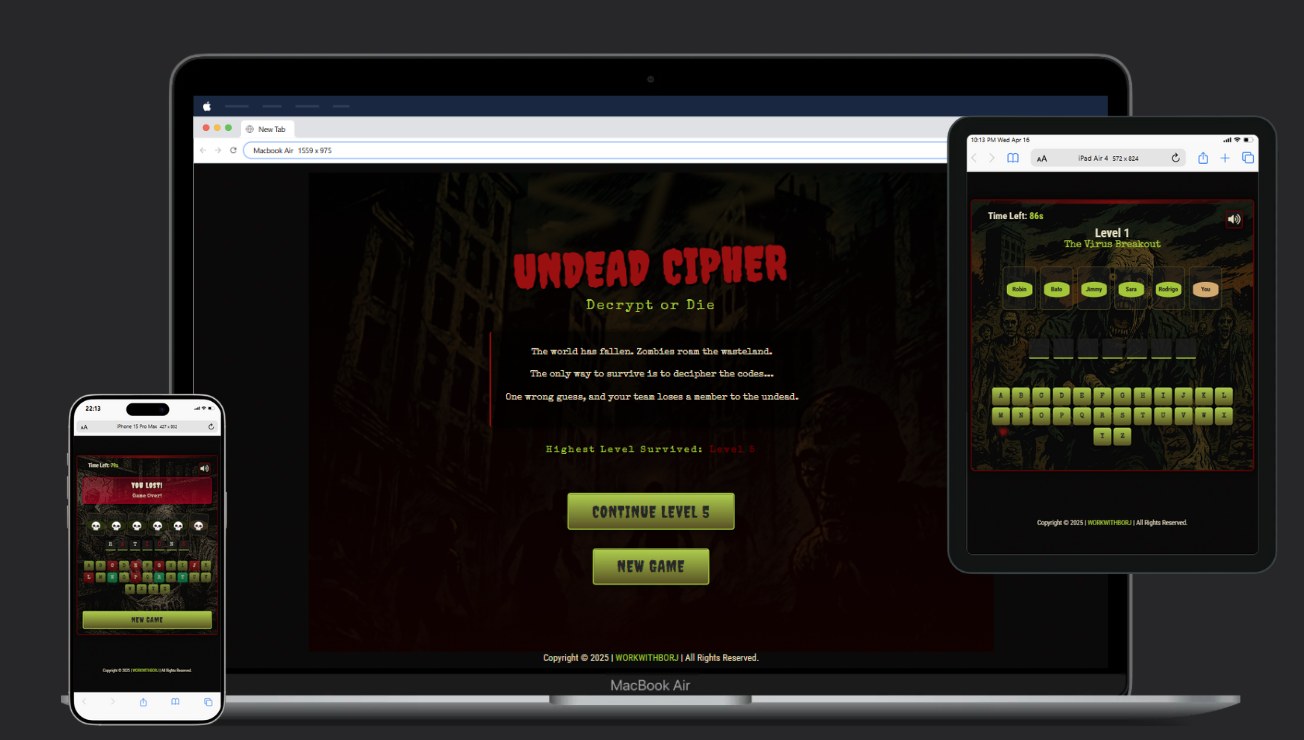 New Tab
Macbook Air 1559 x 975
UNDEAD CIPHER
Decrypt or Die
The world has fallen. Zombies roam the wasteland.
The only way to survive is to decipher the codes...
One wrong guess, and your team loses a member to the undead.
Highest Level Survived: Level 5
CONTINUE LEVEL 5
NEW GAME
Copyright © 2025 | WORKWITHBORJ | All Rights Reserved.
MacBook Air
10:13 PM Wed Apr 16
AA iPad Air 4 572 x 824
Time Left: 86s
Level 1
The Virus Breakout
Robin Bato Jimmy Sara Rodrigo You
A B C D E F G H I J K L
M N O P Q R S T U V W X
Y Z
Copyright © 2025 | WORKWITHBORJ | All Rights Reserved.
22:13
AA iPhone 15 Pro Max
Time Left: 79s
YOU LOST!
Game Over!
NEW GAME
Copyright © 2025 | WORKWITHBORJ | All Rights Reserved.